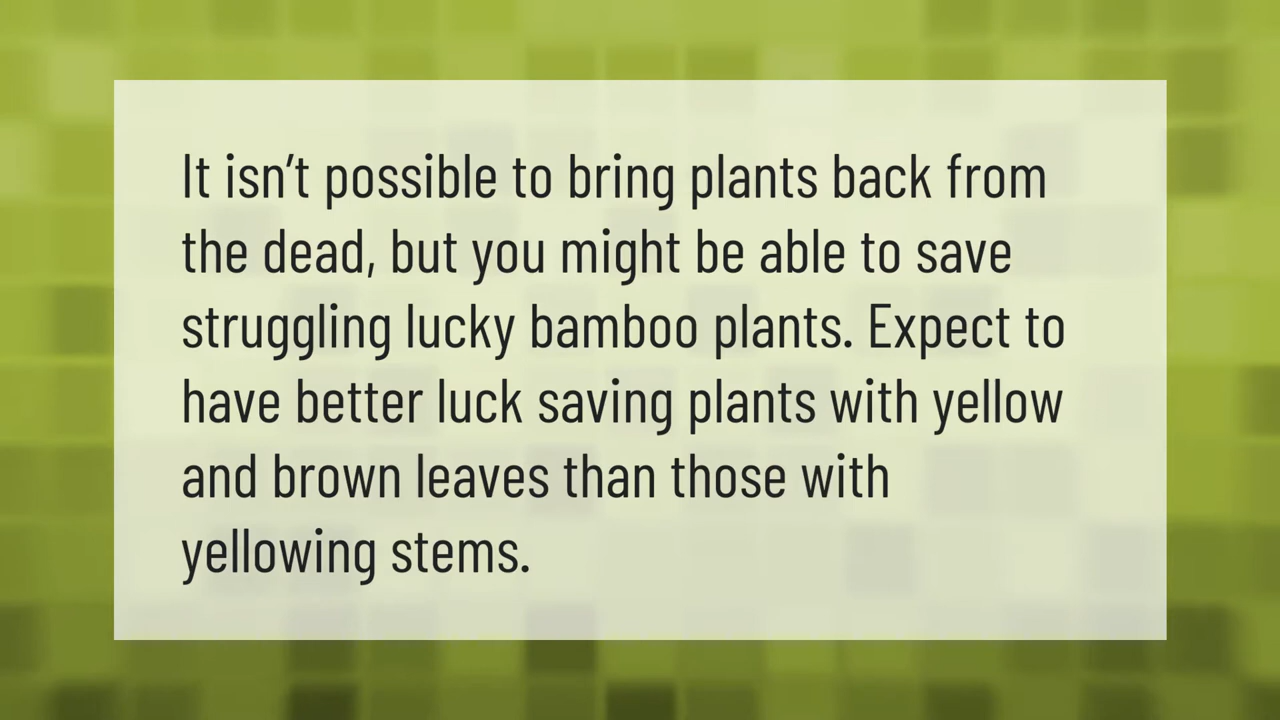 It isn’t possible to bring plants back from
the dead, but you might be able to save
struggling lucky bamboo plants. Expect to
have better luck saving plants with yellow
and brown leaves than those with
yellowing stems.